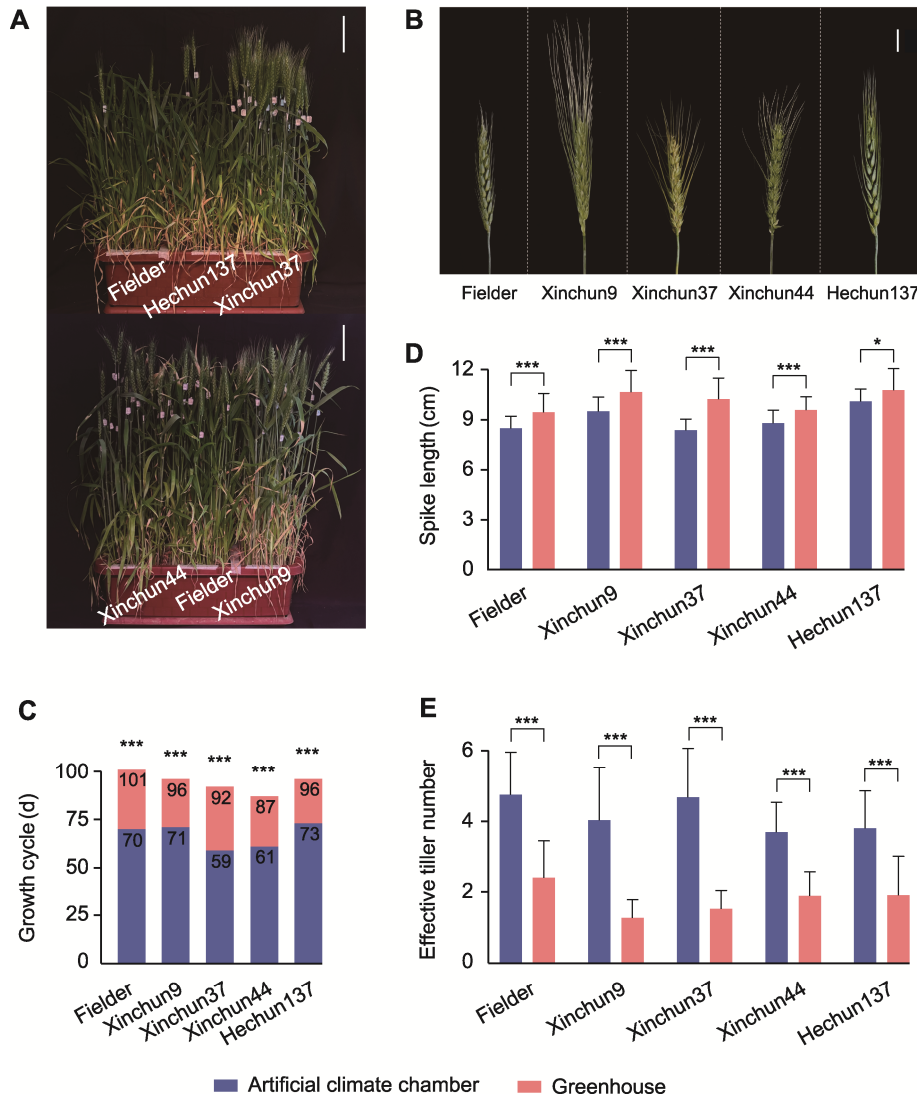 A
Fielder
Hechun137
Xinchun37
Xinchun44
Fielder
Xinchun9
B
Fielder Xinchun9 Xinchun37 Xinchun44 Hechun137
D
Spike length (cm)
12
9
6
3
0
*** *** *** *** *
Fielder
Xinchun9
Xinchun37
Xinchun44
Hechun137
C
Growth cycle (d)
100
75
50
25
0
*** *** *** *** ***
101 96 92 87 96
70 71 59 61 73
Fielder
Xinchun9
Xinchun37
Xinchun44
Hechun137
E
Effective tiller number
6
4
2
0
*** *** *** *** ***
Fielder
Xinchun9
Xinchun37
Xinchun44
Hechun137
Artificial climate chamber Greenhouse